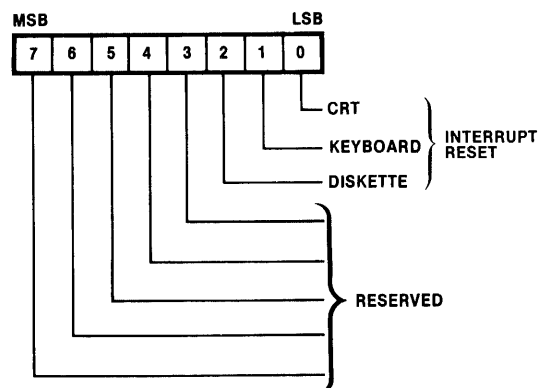 MSB LSB
7 6 5 4 3 2 1 0
CRT
KEYBOARD
INTERRUPT
RESET
DISKETTE
RESERVED